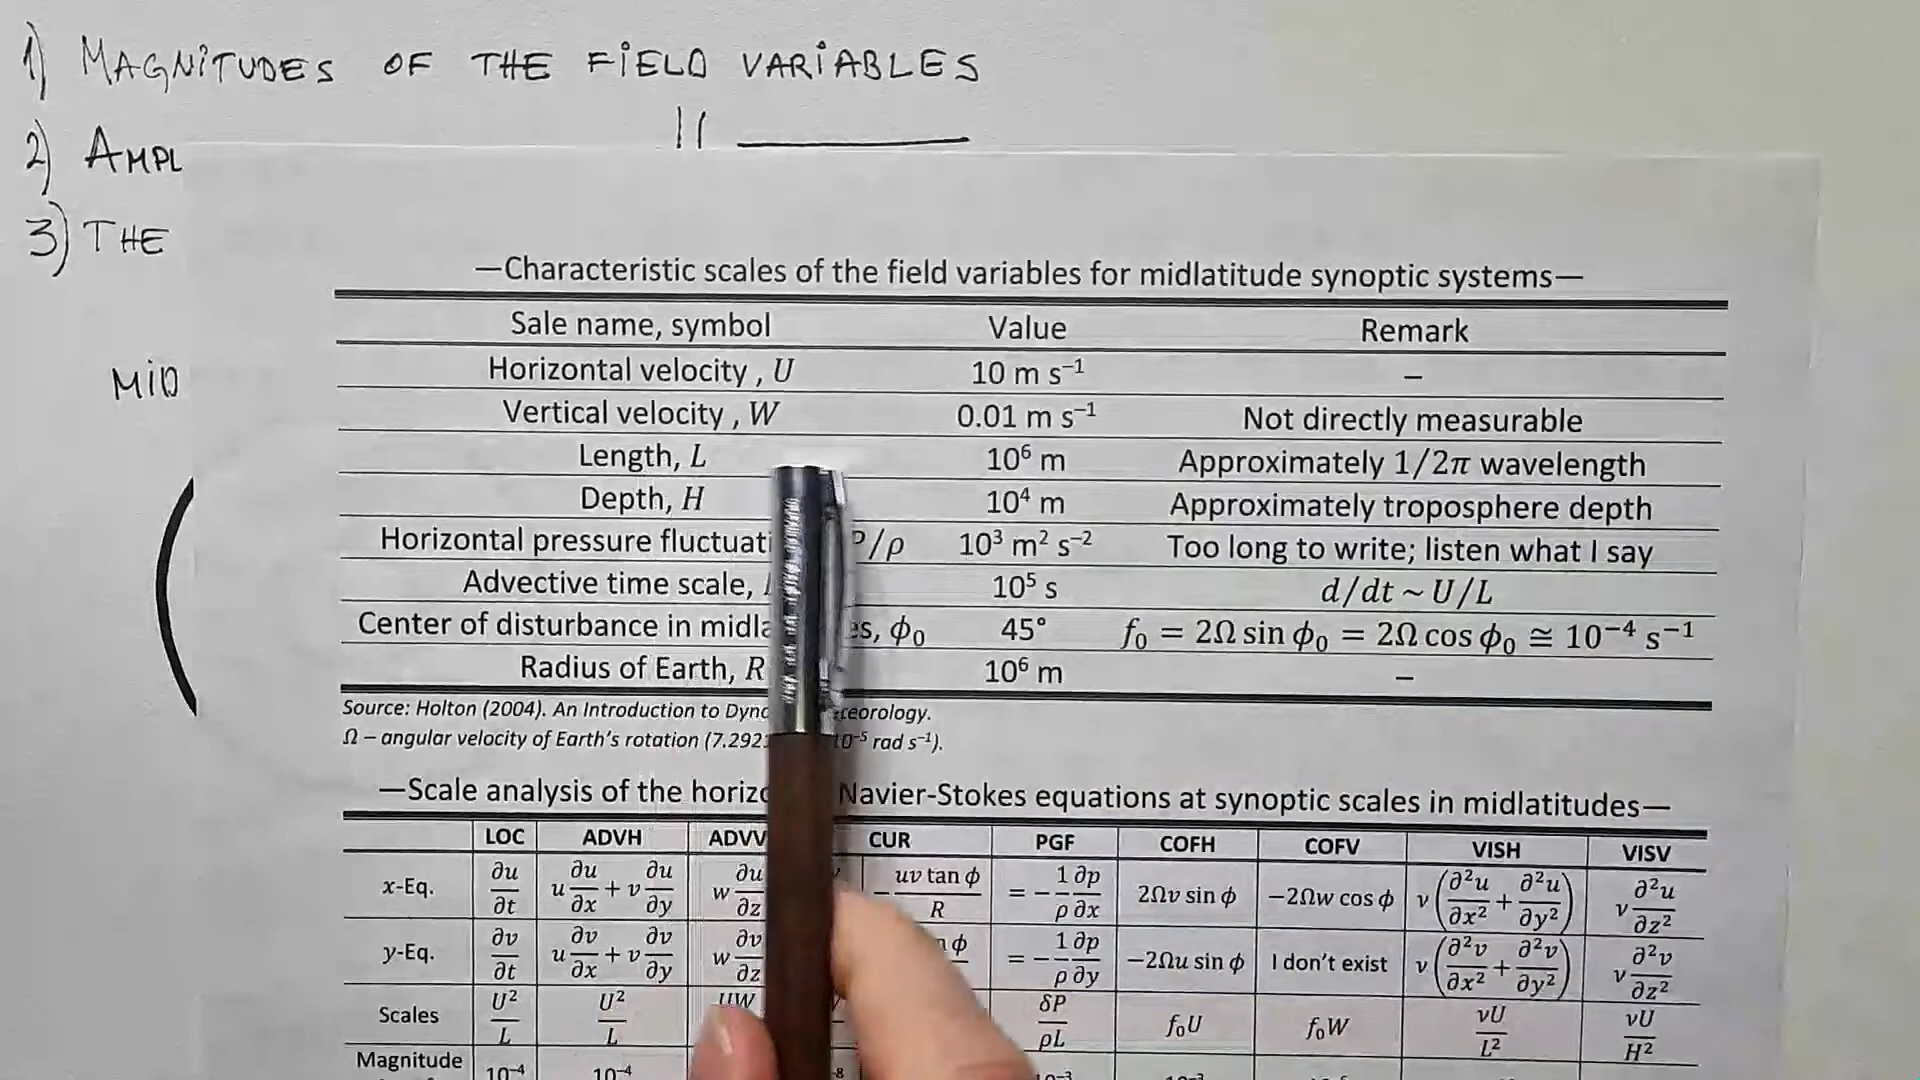 1) MAGNITUDES OF THE FIELD VARIABLES
2) AMPL
3) THE
MID
—Characteristic scales of the field variables for midlatitude synoptic systems—
Sale name, symbol Value Remark
Horizontal velocity , U 10 m s⁻¹ –
Vertical velocity , W 0.01 m s⁻¹ Not directly measurable
Length, L 10⁶ m Approximately 1/2π wavelength
Depth, H 10⁴ m Approximately troposphere depth
Horizontal pressure /ρ 10³ m² s⁻² Too long to write; listen what I say
Advective time scale, 10⁵ s d/dt ~ U/L
Center of disturbance in ϕ₀ 45° f₀ = 2Ω sin ϕ₀ = 2Ω cos ϕ₀ ≅ 10⁻⁴ s⁻¹
Radius of Earth, R 10⁶ m –
Source: Holton (2004). An Introduction to
Ω – angular velocity of Earth's rotation (7.292 rad s⁻¹).
—Scale analysis of the Navier-Stokes equations at synoptic scales in midlatitudes—
LOC ADVH ADVV CUR PGF COFH COFV VISH VISV
x-Eq. ∂u/∂t u ∂u/∂x + v ∂u/∂y w ∂u/∂z − uv tan ϕ/R = − 1/ρ ∂p/∂x 2Ωv sin ϕ −2Ωw cos ϕ ν(∂²u/∂x² + ∂²u/∂y²) ν ∂²u/∂z²
y-Eq. ∂v/∂t u ∂v/∂x + v ∂v/∂y w ∂v/∂z = − 1/ρ ∂p/∂y −2Ωu sin ϕ I don't exist ν(∂²v/∂x² + ∂²v/∂y²) ν ∂²v/∂z²
Scales U²/L U²/L UW δP/ρL f₀U f₀W νU/L² νU/H²
Magnitude 10⁻⁴ 10⁻⁴